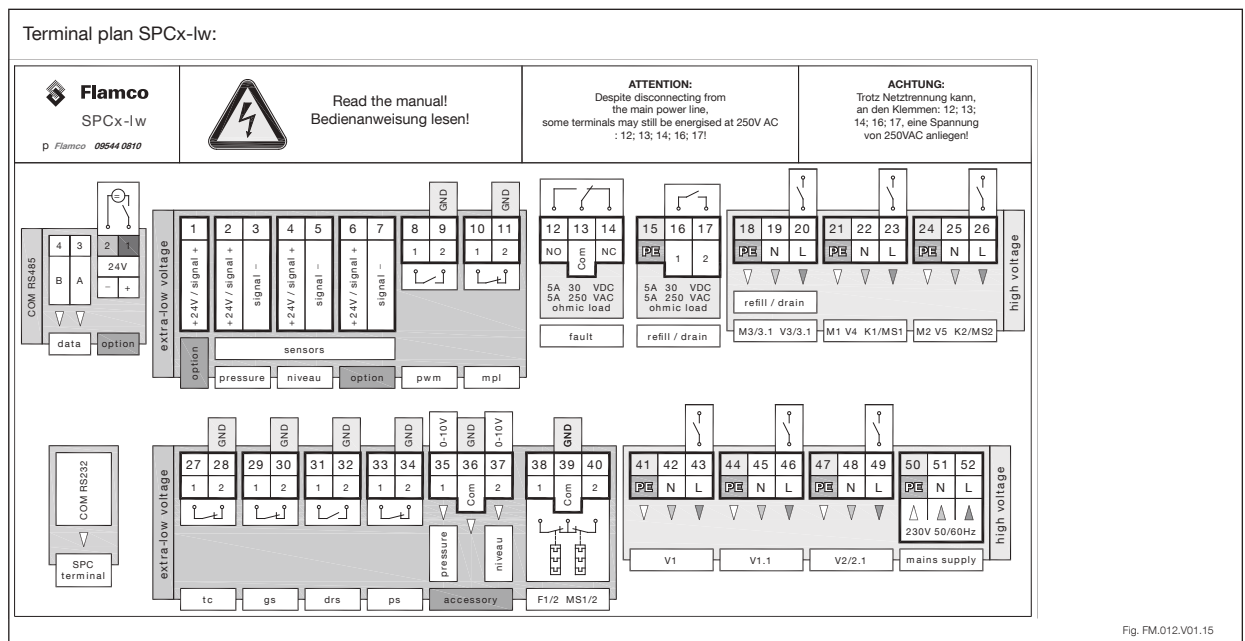 Terminal plan SPCx-lw:
Flamco
SPCx-lw
p Flamco 09544 0810
Read the manual!
Bedienanweisung lesen!
ATTENTION:
Despite disconnecting from
the main power line,
some terminals may still be energised at 250V AC
: 12; 13; 14; 16; 17!
ACHTUNG:
Trotz Netztrennung kann,
an den Klemmen: 12; 13;
14; 16; 17, eine Spannung
von 250VAC anliegen!
COM RS485
4 3
B A
data
2 1
24V
– +
option
extra-low voltage
1 2 3 4 5 6 7
+24V / signal +
+24V / signal +
signal –
+24V / signal +
signal –
+24V / signal +
signal –
option
sensors
pressure niveau option
GND
8 9
1 2
pwm
GND
10 11
1 2
mpl
12 13 14
NO Com NC
5A 30 VDC
5A 250 VAC
ohmic load
fault
15 16 17
PE 1 2
5A 30 VDC
5A 250 VAC
ohmic load
refill / drain
18 19 20
PE N L
refill / drain
M3/3.1 V3/3.1
21 22 23
PE N L
M1 V4 K1/MS1
24 25 26
PE N L
M2 V5 K2/MS2
high voltage
COM RS232
SPC
terminal
extra-low voltage
GND
27 28
1 2
tc
GND
29 30
1 2
gs
GND
31 32
1 2
drs
GND
33 34
1 2
ps
0-10V GND 0-10V
35 36 37
1 Com 2
pressure
niveau
accessory
GND
38 39 40
1 Com 2
F1/2 MS1/2
41 42 43
PE N L
V1
44 45 46
PE N L
V1.1
47 48 49
PE N L
V2/2.1
50 51 52
PE N L
230V 50/60Hz
mains supply
high voltage
Fig. FM.012.V01.15